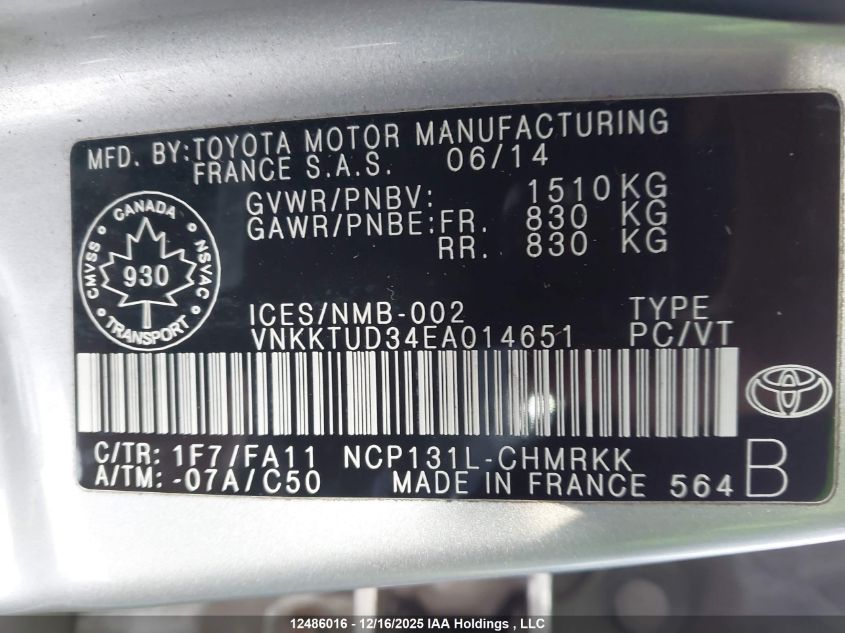 MFD. BY: TOYOTA MOTOR MANUFACTURING
FRANCE S.A.S. 06/14
GVWR/PNBV: 1510 KG
GAWR/PNBE: FR. 830 KG
RR. 830 KG
CANADA
CMVSS
930
NSVAC
TRANSPORT
ICES/NMB-002 TYPE
VNKKTUD34EA014651 PC/VT
C/TR: 1F7/FA11 NCP131L-CHMRKK
A/TM: -07A/C50 MADE IN FRANCE 564 B
12486016 - 12/16/2025 IAA Holdings , LLC